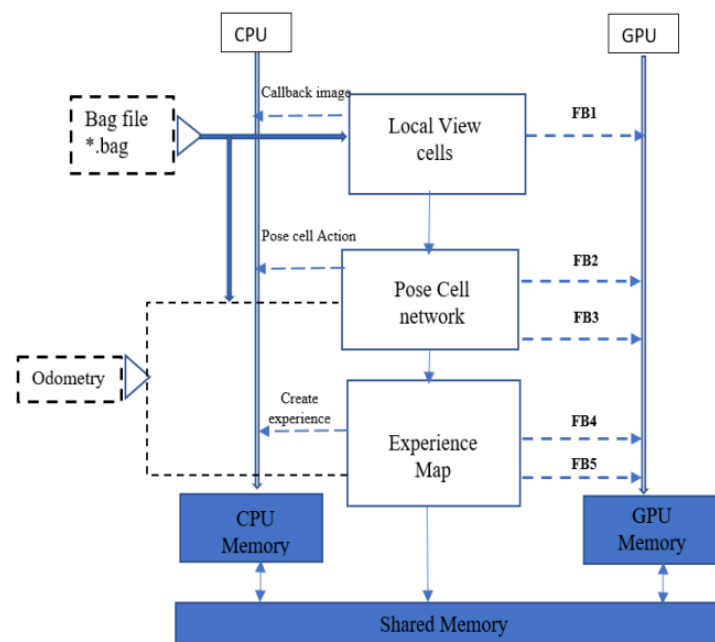 CPU
GPU
Callback image
Bag file
*.bag
Local View
cells
FB1
Pose cell Action
FB2
Pose Cell
network
FB3
Odometry
Create
experience
Experience
Map
FB4
FB5
CPU
Memory
GPU
Memory
Shared Memory